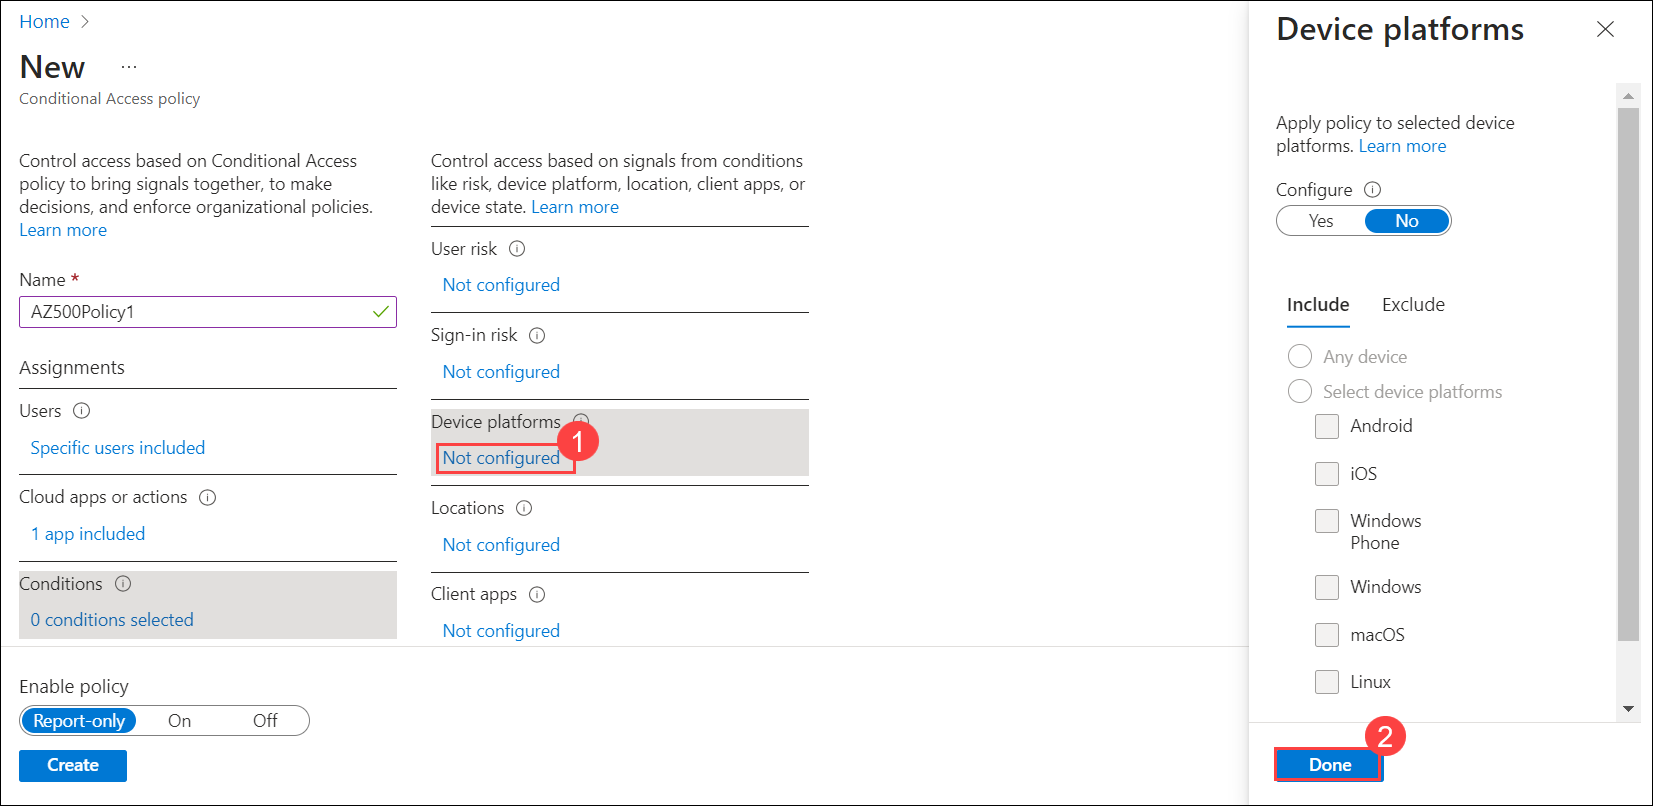 Home
New ...
Conditional Access policy
Control access based on Conditional Access
policy to bring signals together, to make
decisions, and enforce organizational policies.
Learn more
Name *
AZ500Policy1
Assignments
Users
Specific users included
Cloud apps or actions
1 app included
Conditions
0 conditions selected
Control access based on signals from conditions
like risk, device platform, location, client apps, or
device state. Learn more
User risk
Not configured
Sign-in risk
Not configured
Device platforms
1
Not configured
Locations
Not configured
Client apps
Not configured
Enable policy
Report-only On Off
Create
Device platforms
Apply policy to selected device
platforms. Learn more
Configure
Yes No
Include Exclude
Any device
Select device platforms
Android
iOS
Windows
Phone
Windows
macOS
Linux
2
Done